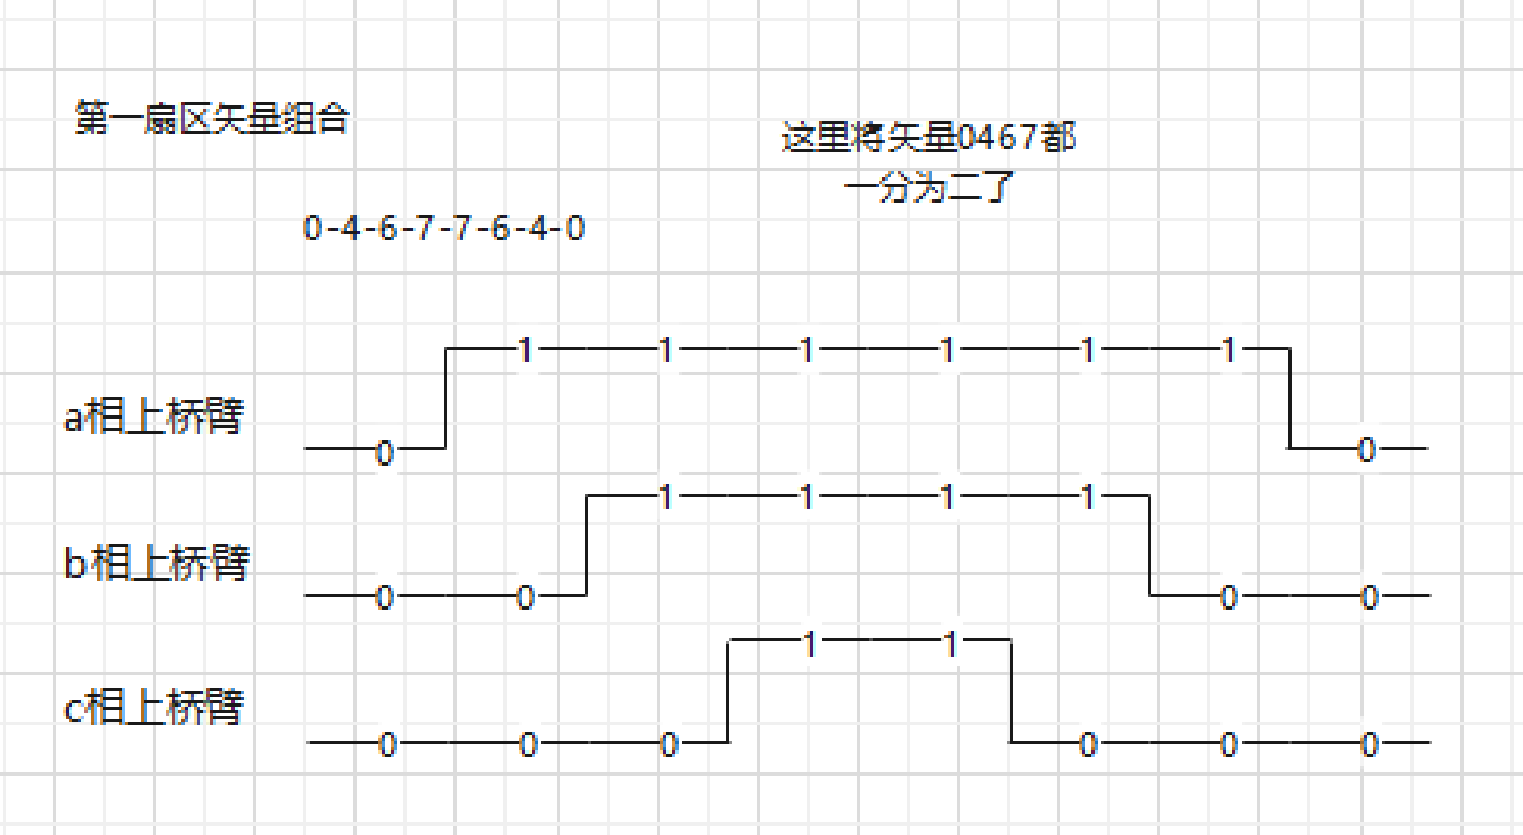 第一扇区矢量组合
这里将矢量0467都
一分为二了
0-4-6-7-7-6-4-0
1 1 1 1 1 1
a相上桥臂
0 0
1 1 1 1
b相上桥臂
0 0 0 0
1 1
c相上桥臂
0 0 0 0 0 0